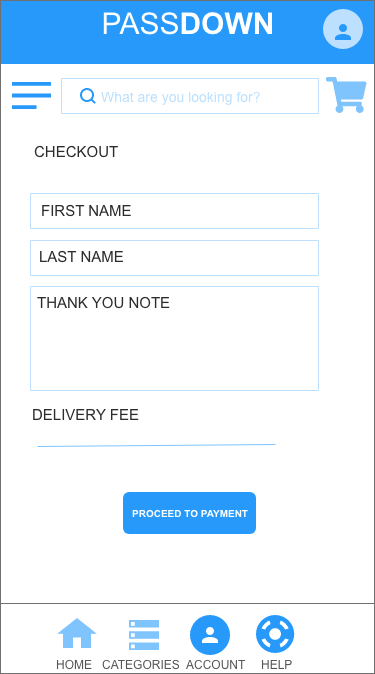 PASSDOWN
What are you looking for?
CHECKOUT
FIRST NAME
LAST NAME
THANK YOU NOTE
DELIVERY FEE
PROCEED TO PAYMENT
HOME CATEGORIES ACCOUNT HELP